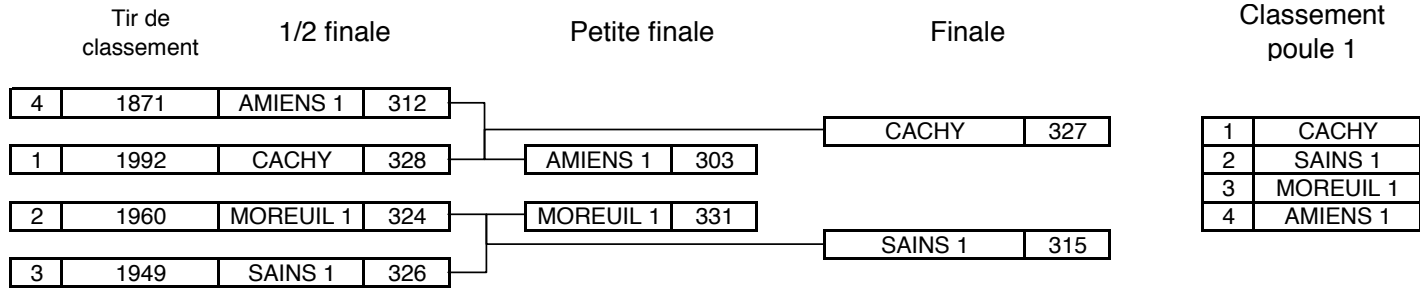 Tir de classement 1/2 finale Petite finale Finale Classement poule 1
4 1871 AMIENS 1 312
CACHY 327
1 1992 CACHY 328 AMIENS 1 303
2 1960 MOREUIL 1 324 MOREUIL 1 331
SAINS 1 315
3 1949 SAINS 1 326
1 CACHY
2 SAINS 1
3 MOREUIL 1
4 AMIENS 1